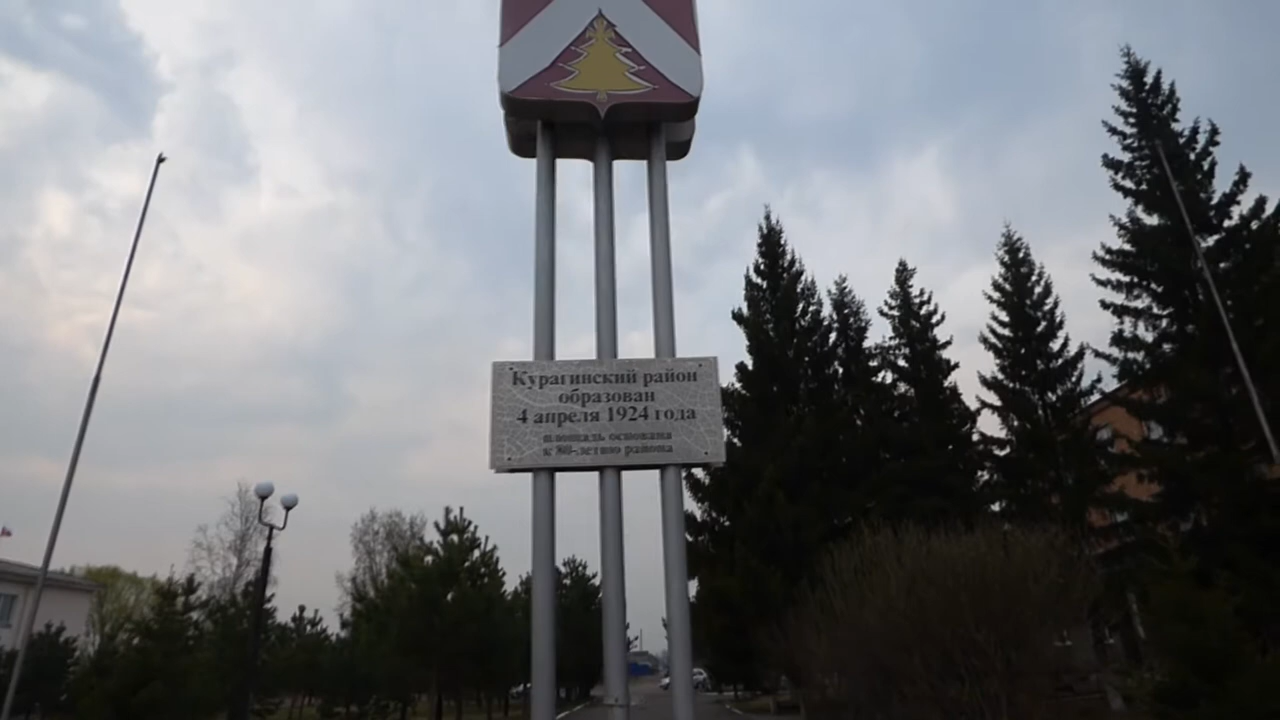 Курагинский район
образован
4 апреля 1924 года
площадь основана
к 80-летию района